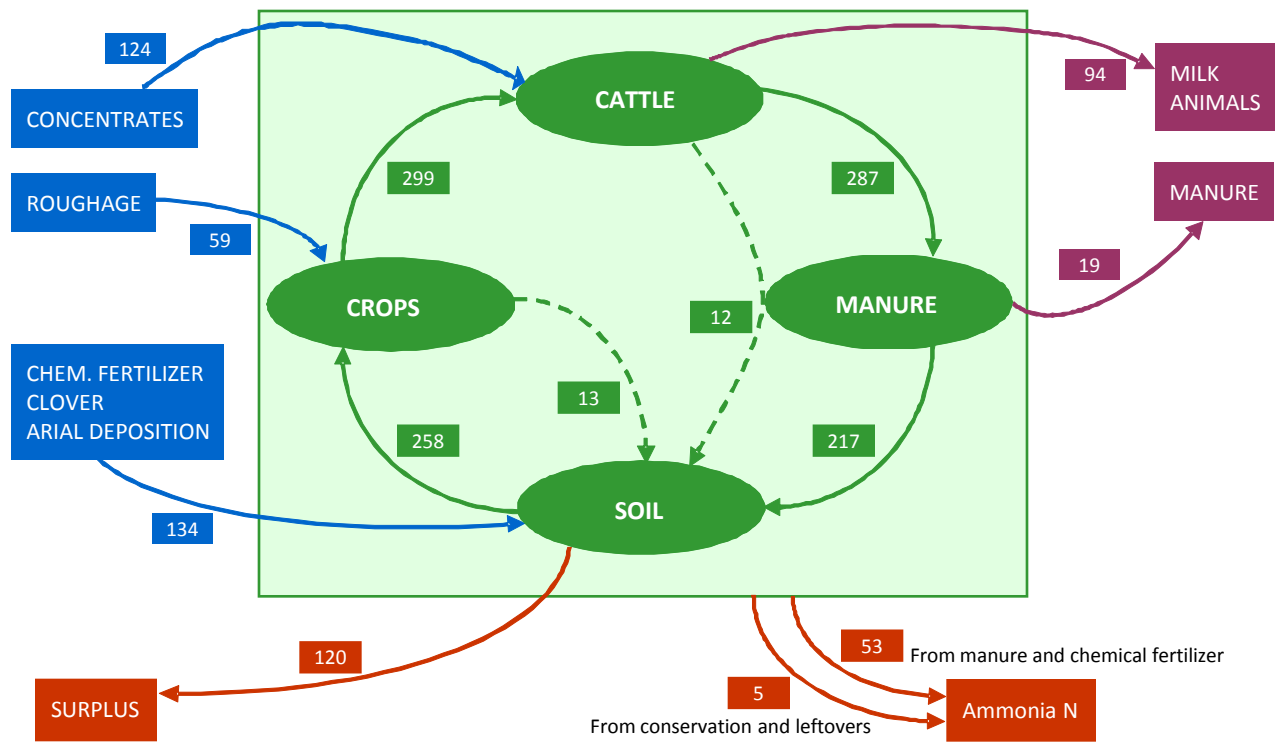 124
CONCENTRATES
CATTLE
94
MILK
ANIMALS
299
287
ROUGHAGE
59
MANURE
19
CROPS
MANURE
12
CHEM. FERTILIZER
CLOVER
ARIAL DEPOSITION
13
258
217
134
SOIL
120
53
From manure and chemical fertilizer
5
From conservation and leftovers
SURPLUS
Ammonia N